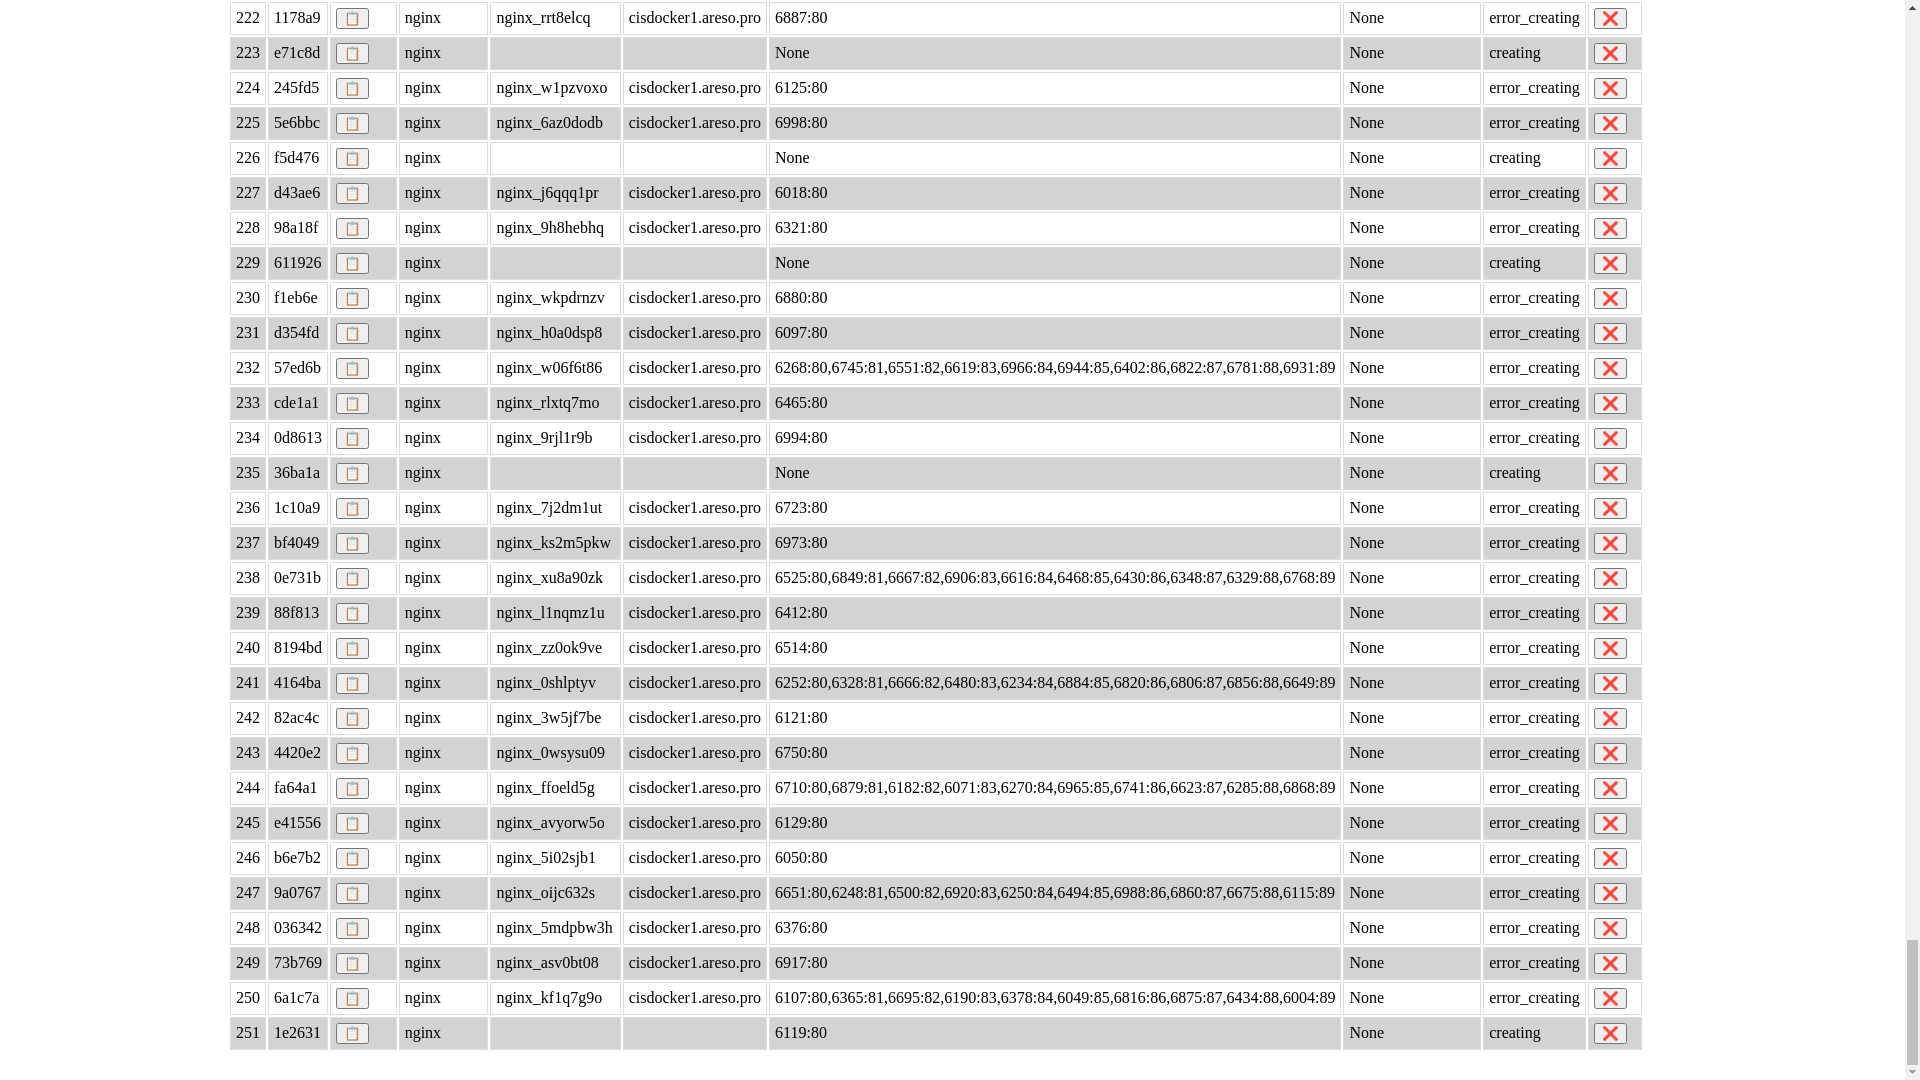 222 1178a9 nginx nginx_rrt8elcq cisdocker1.areso.pro 6887:80 None error_creating
223 e71c8d nginx None None creating
224 245fd5 nginx nginx_w1pzvoxo cisdocker1.areso.pro 6125:80 None error_creating
225 5e6bbc nginx nginx_6az0dodb cisdocker1.areso.pro 6998:80 None error_creating
226 f5d476 nginx None None creating
227 d43ae6 nginx nginx_j6qqq1pr cisdocker1.areso.pro 6018:80 None error_creating
228 98a18f nginx nginx_9h8hebhq cisdocker1.areso.pro 6321:80 None error_creating
229 611926 nginx None None creating
230 f1eb6e nginx nginx_wkpdrnzv cisdocker1.areso.pro 6880:80 None error_creating
231 d354fd nginx nginx_h0a0dsp8 cisdocker1.areso.pro 6097:80 None error_creating
232 57ed6b nginx nginx_w06f6t86 cisdocker1.areso.pro 6268:80,6745:81,6551:82,6619:83,6966:84,6944:85,6402:86,6822:87,6781:88,6931:89 None error_creating
233 cde1a1 nginx nginx_rlxtq7mo cisdocker1.areso.pro 6465:80 None error_creating
234 0d8613 nginx nginx_9rjl1r9b cisdocker1.areso.pro 6994:80 None error_creating
235 36ba1a nginx None None creating
236 1c10a9 nginx nginx_7j2dm1ut cisdocker1.areso.pro 6723:80 None error_creating
237 bf4049 nginx nginx_ks2m5pkw cisdocker1.areso.pro 6973:80 None error_creating
238 0e731b nginx nginx_xu8a90zk cisdocker1.areso.pro 6525:80,6849:81,6667:82,6906:83,6616:84,6468:85,6430:86,6348:87,6329:88,6768:89 None error_creating
239 88f813 nginx nginx_l1nqmz1u cisdocker1.areso.pro 6412:80 None error_creating
240 8194bd nginx nginx_zz0ok9ve cisdocker1.areso.pro 6514:80 None error_creating
241 4164ba nginx nginx_0shlptyv cisdocker1.areso.pro 6252:80,6328:81,6666:82,6480:83,6234:84,6884:85,6820:86,6806:87,6856:88,6649:89 None error_creating
242 82ac4c nginx nginx_3w5jf7be cisdocker1.areso.pro 6121:80 None error_creating
243 4420e2 nginx nginx_0wsysu09 cisdocker1.areso.pro 6750:80 None error_creating
244 fa64a1 nginx nginx_ffoeld5g cisdocker1.areso.pro 6710:80,6879:81,6182:82,6071:83,6270:84,6965:85,6741:86,6623:87,6285:88,6868:89 None error_creating
245 e41556 nginx nginx_avyorw5o cisdocker1.areso.pro 6129:80 None error_creating
246 b6e7b2 nginx nginx_5i02sjb1 cisdocker1.areso.pro 6050:80 None error_creating
247 9a0767 nginx nginx_oijc632s cisdocker1.areso.pro 6651:80,6248:81,6500:82,6920:83,6250:84,6494:85,6988:86,6860:87,6675:88,6115:89 None error_creating
248 036342 nginx nginx_5mdpbw3h cisdocker1.areso.pro 6376:80 None error_creating
249 73b769 nginx nginx_asv0bt08 cisdocker1.areso.pro 6917:80 None error_creating
250 6a1c7a nginx nginx_kf1q7g9o cisdocker1.areso.pro 6107:80,6365:81,6695:82,6190:83,6378:84,6049:85,6816:86,6875:87,6434:88,6004:89 None error_creating
251 1e2631 nginx 6119:80 None creating